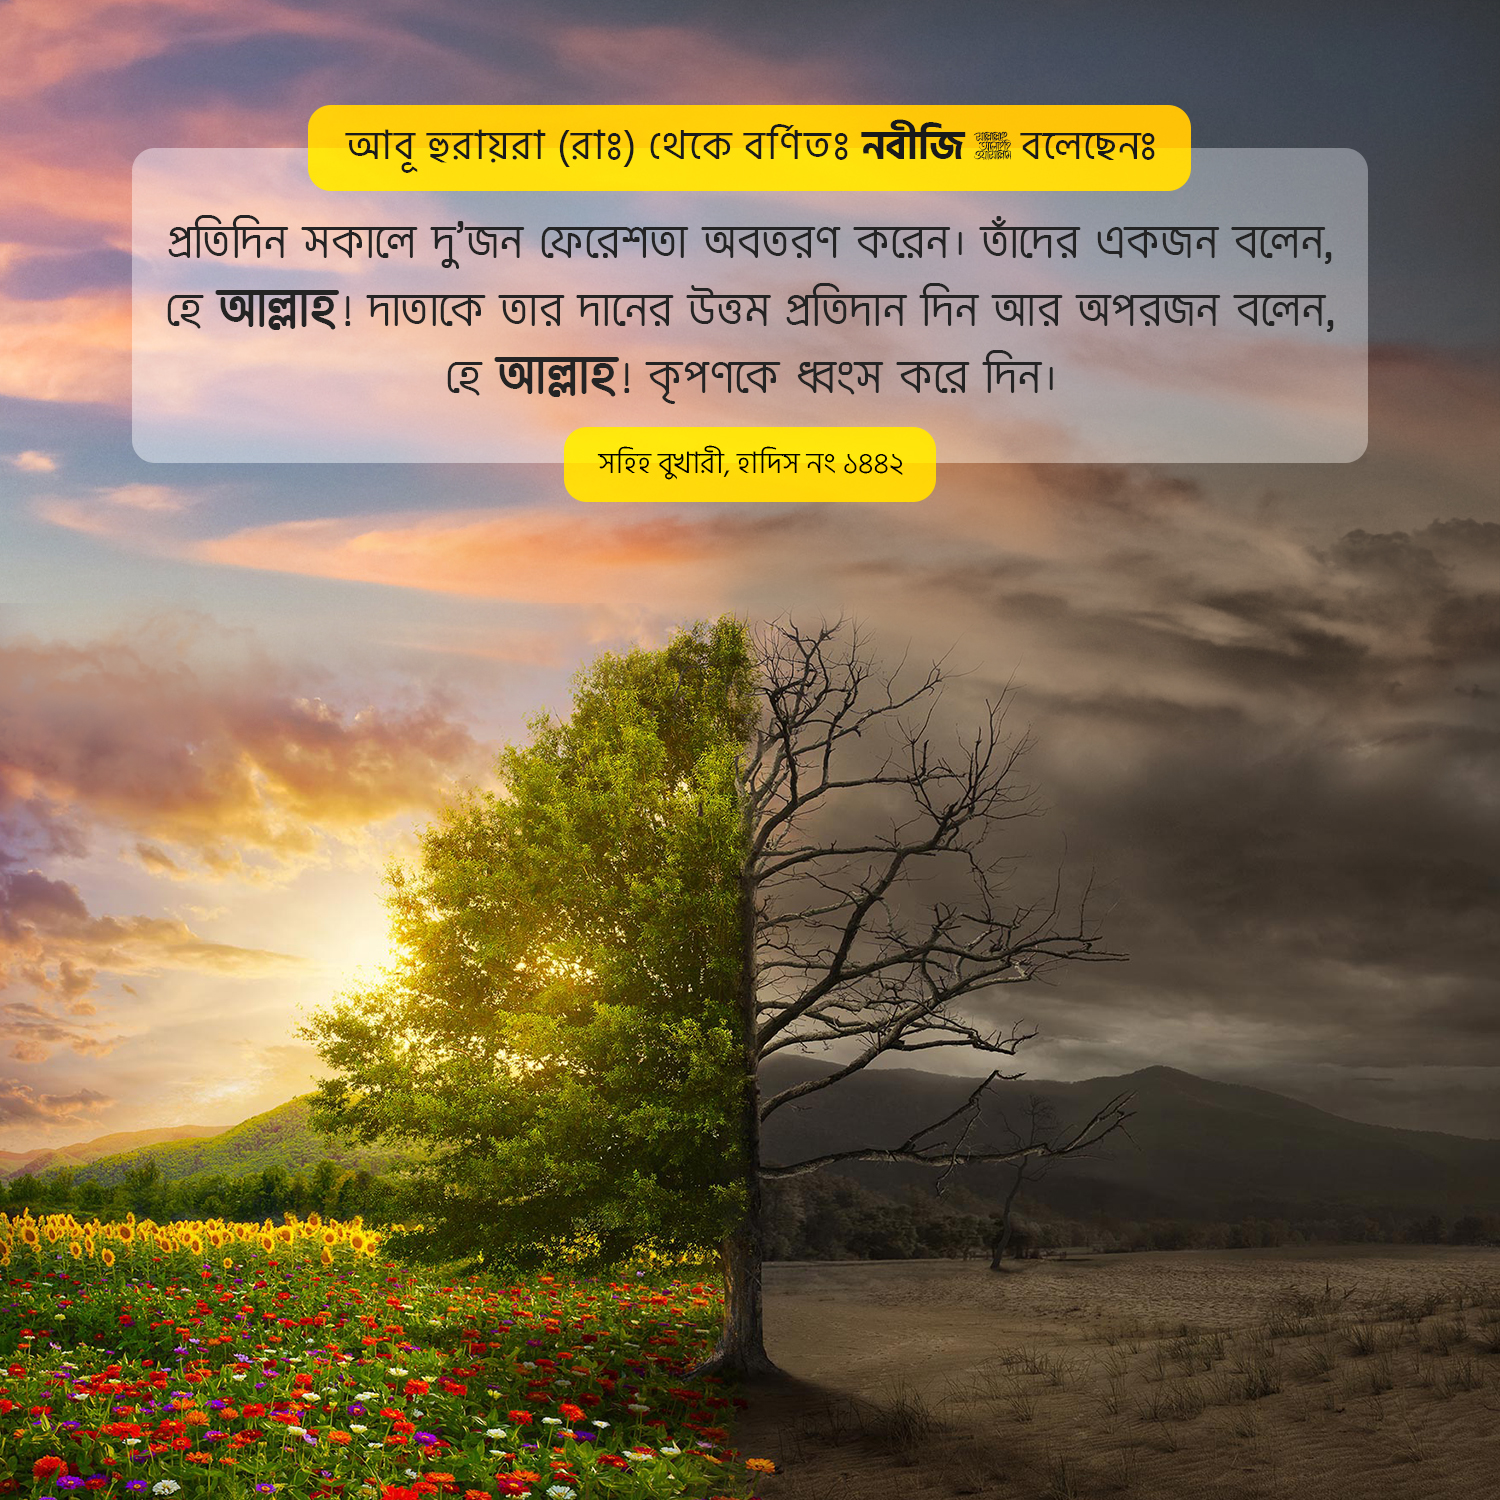 আবূ হুরায়রা (রাঃ) থেকে বর্ণিতঃ নবীজি ﷺ বলেছেনঃ
প্রতিদিন সকালে দু'জন ফেরেশতা অবতরণ করেন। তাঁদের একজন বলেন,
হে আল্লাহ! দাতাকে তার দানের উত্তম প্রতিদান দিন আর অপরজন বলেন,
হে আল্লাহ! কৃপণকে ধ্বংস করে দিন।
সহিহ বুখারী, হাদিস নং ১৪৪২